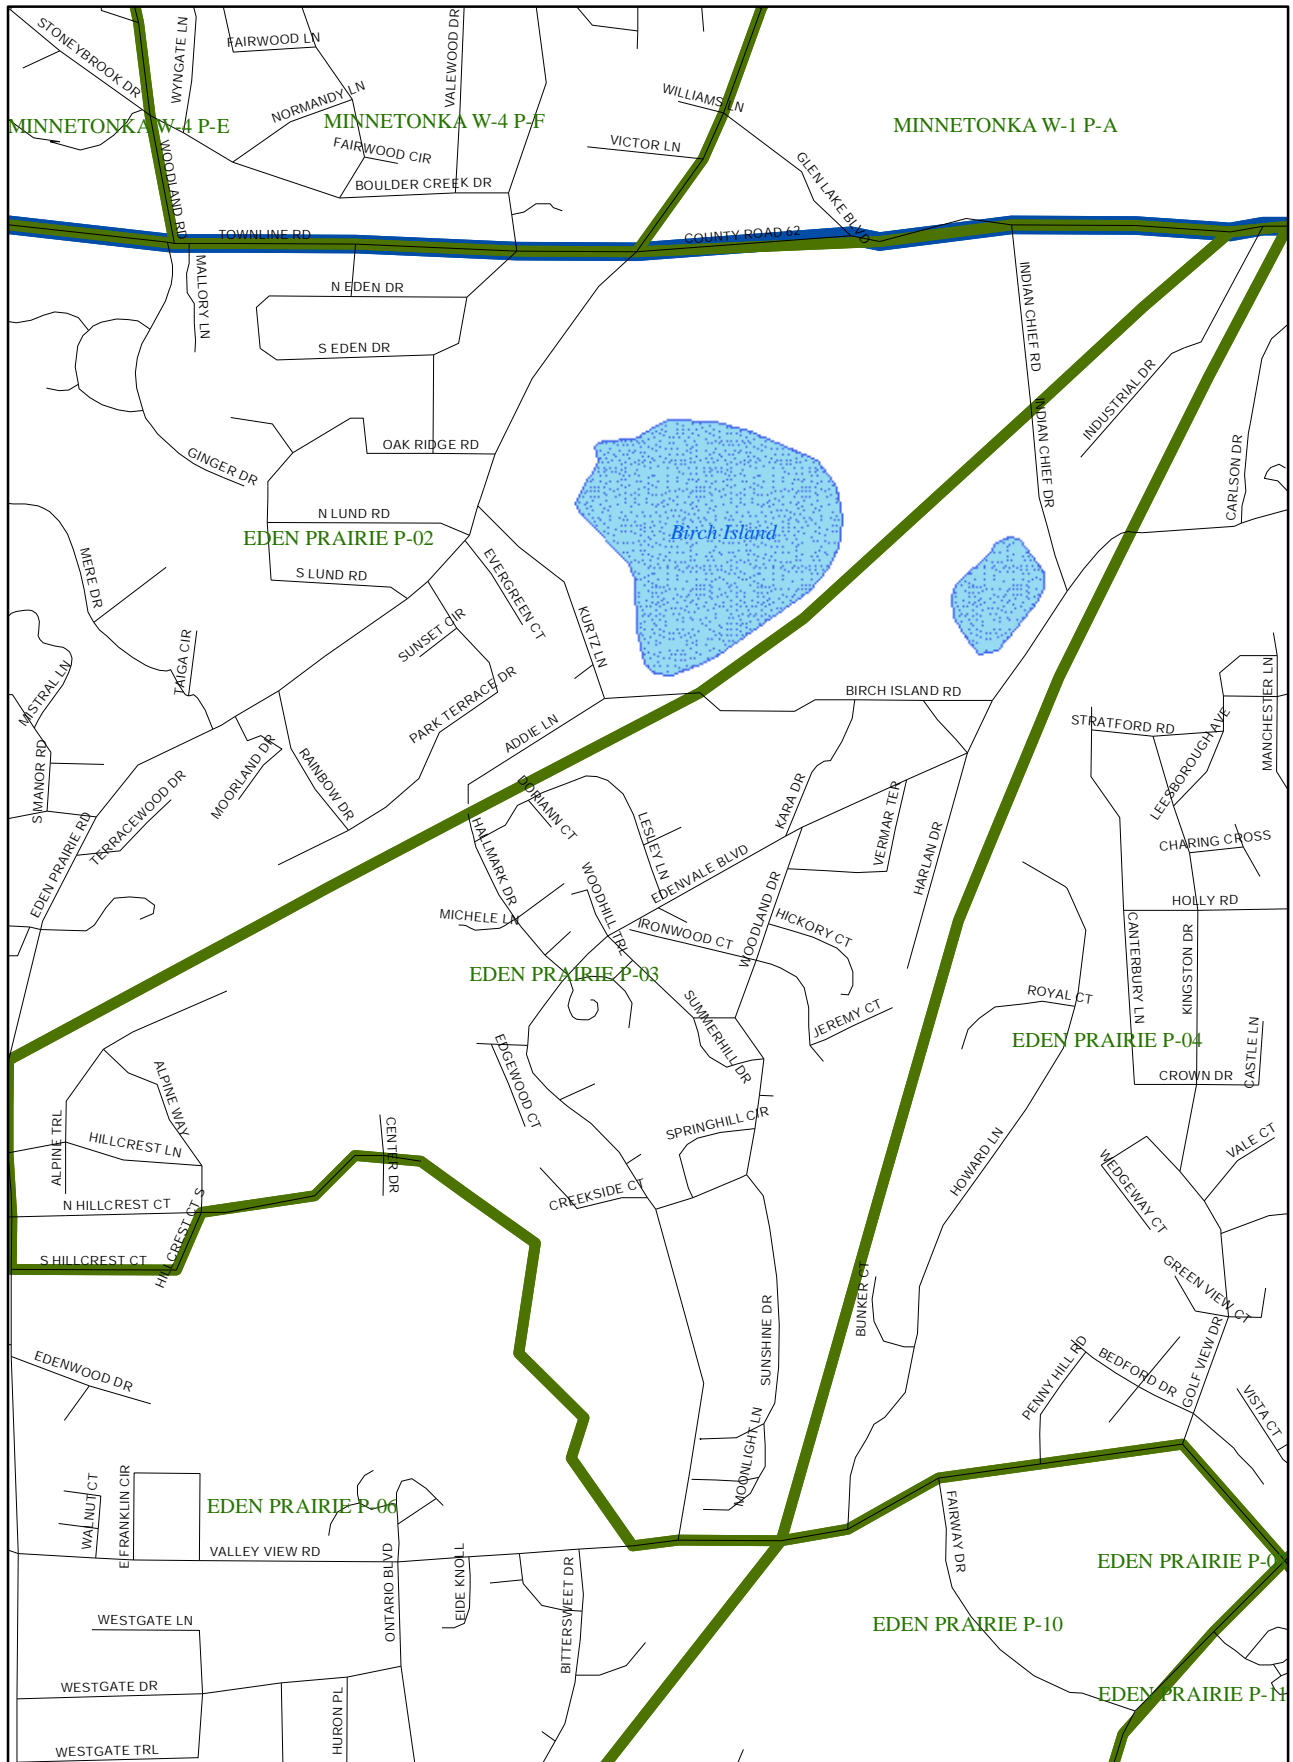 STONEYBROOK DR
WYNGATE LN
FAIRWOOD LN
VALEWOOD DR
NORMANDY LN
WILLIAMS LN
MINNETONKA W-4 P-E
MINNETONKA W-4 P-F
MINNETONKA W-1 P-A
FAIRWOOD CIR
VICTOR LN
GLEN LAKE BLVD
WOODLAND RD
BOULDER CREEK DR
TOWNLINE RD
COUNTY ROAD 62
MALLORY LN
N EDEN DR
INDIAN CHIEF RD
S EDEN DR
INDUSTRIAL DR
INDIAN CHIEF DR
OAK RIDGE RD
GINGER DR
CARLSON DR
N LUND RD
EDEN PRAIRIE P-02
Birch Island
MERE DR
S LUND RD
EVERGREEN CT
SUNSET CIR
KURTZ LN
TAIGA CIR
MISTRAL LN
PARK TERRACE DR
BIRCH ISLAND RD
MANCHESTER LN
STRATFORD RD
LEESBOROUGH AVE
ADDIE LN
S MANOR RD
MOORLAND DR
RAINBOW DR
TERRACEWOOD DR
DORIANN CT
KARA DR
VERMAR TER
LESLEY LN
HALLMARK DR
CHARING CROSS
EDEN PRAIRIE RD
EDENVALE BLVD
HARLAN DR
WOODHILL TRL
HOLLY RD
MICHELE LN
IRONWOOD CT
WOODLAND DR
HICKORY CT
CANTERBURY LN
KINGSTON DR
EDEN PRAIRIE P-03
ROYAL CT
SUMMERHILL DR
JEREMY CT
EDEN PRAIRIE P-04
EDGEWOOD CT
CASTLE LN
CROWN DR
ALPINE WAY
ALPINE TRL
HILLCREST LN
CENTER DR
SPRINGHILL CIR
VALE CT
HOWARD LN
WEDGEWAY CT
CREEKSIDE CT
N HILLCREST CT
HILLCREST CT S
S HILLCREST CT
BUNKER CT
GREEN VIEW CT
SUNSHINE DR
EDENWOOD DR
PENNY HILL RD
BEDFORD DR
GOLF VIEW DR
VISTA CT
MOONLIGHT LN
WALNUT CT
E FRANKLIN CIR
EDEN PRAIRIE P-06
FAIRWAY DR
VALLEY VIEW RD
ONTARIO BLVD
EIDE KNOLL
BITTERSWEET DR
EDEN PRAIRIE P-0
WESTGATE LN
EDEN PRAIRIE P-10
WESTGATE DR
EDEN PRAIRIE P-11
HURON PL
WESTGATE TRL